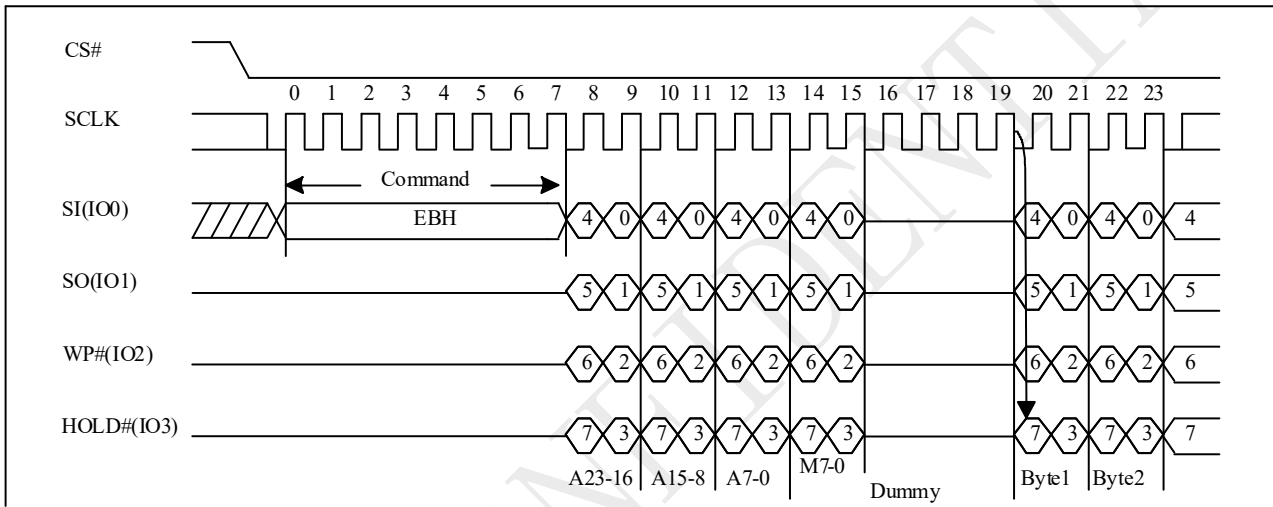 CS#
0 1 2 3 4 5 6 7 8 9 10 11 12 13 14 15 16 17 18 19 20 21 22 23
SCLK
Command
SI(IO0) EBH 4 0 4 0 4 0 4 0 4 0 4 0 4
SO(IO1) 5 1 5 1 5 1 5 1 5 1 5 1 5
WP#(IO2) 6 2 6 2 6 2 6 2 6 2 6 2 6
HOLD#(IO3) 7 3 7 3 7 3 7 3 7 3 7 3 7
A23-16 A15-8 A7-0 M7-0 Byte1 Byte2
Dummy